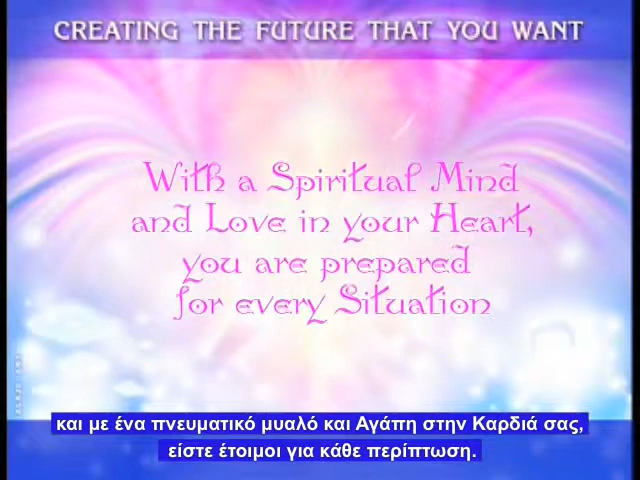 CREATING THE FUTURE THAT YOU WANT
With a Spiritual Mind
and Love in your Heart,
you are prepared
for every Situation
και με ένα πνευματικό μυαλό και Αγάπη στην Καρδιά σας,
είστε έτοιμοι για κάθε περίπτωση.